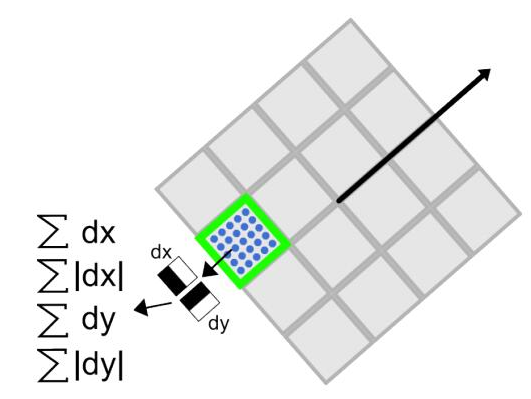 ∑ dx
∑|dx|
∑ dy
∑|dy|
dx
dy